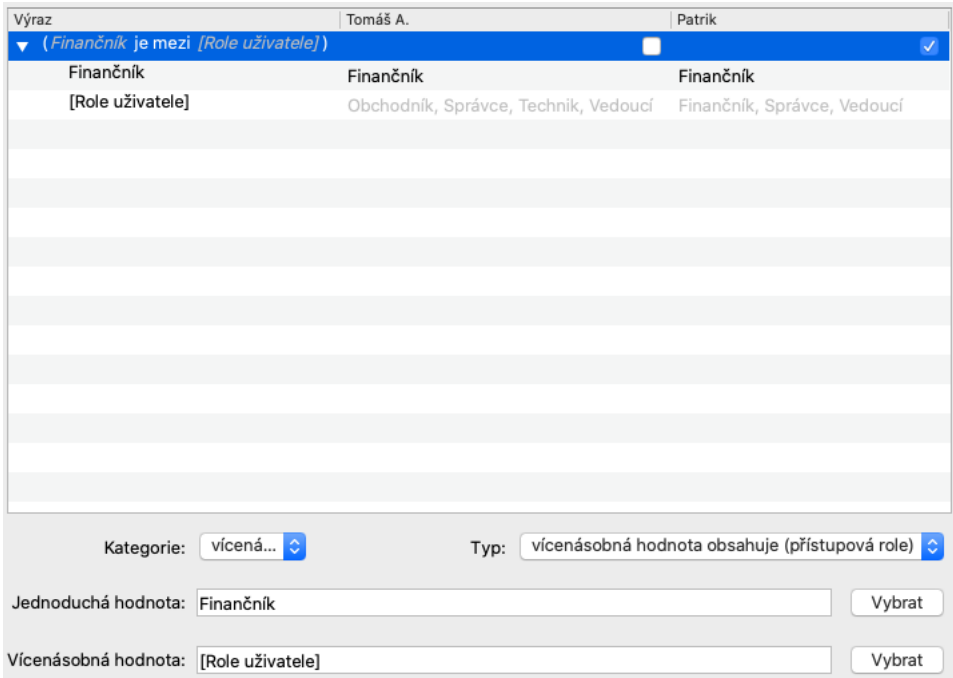 Výraz Tomáš A. Patrik
(Finančník je mezi [Role uživatele])
Finančník Finančník Finančník
[Role uživatele] Obchodník, Správce, Technik, Vedoucí Finančník, Správce, Vedoucí
Kategorie: vícená... Typ: vícenásobná hodnota obsahuje (přístupová role)
Jednoduchá hodnota: Finančník Vybrat
Vícenásobná hodnota: [Role uživatele] Vybrat